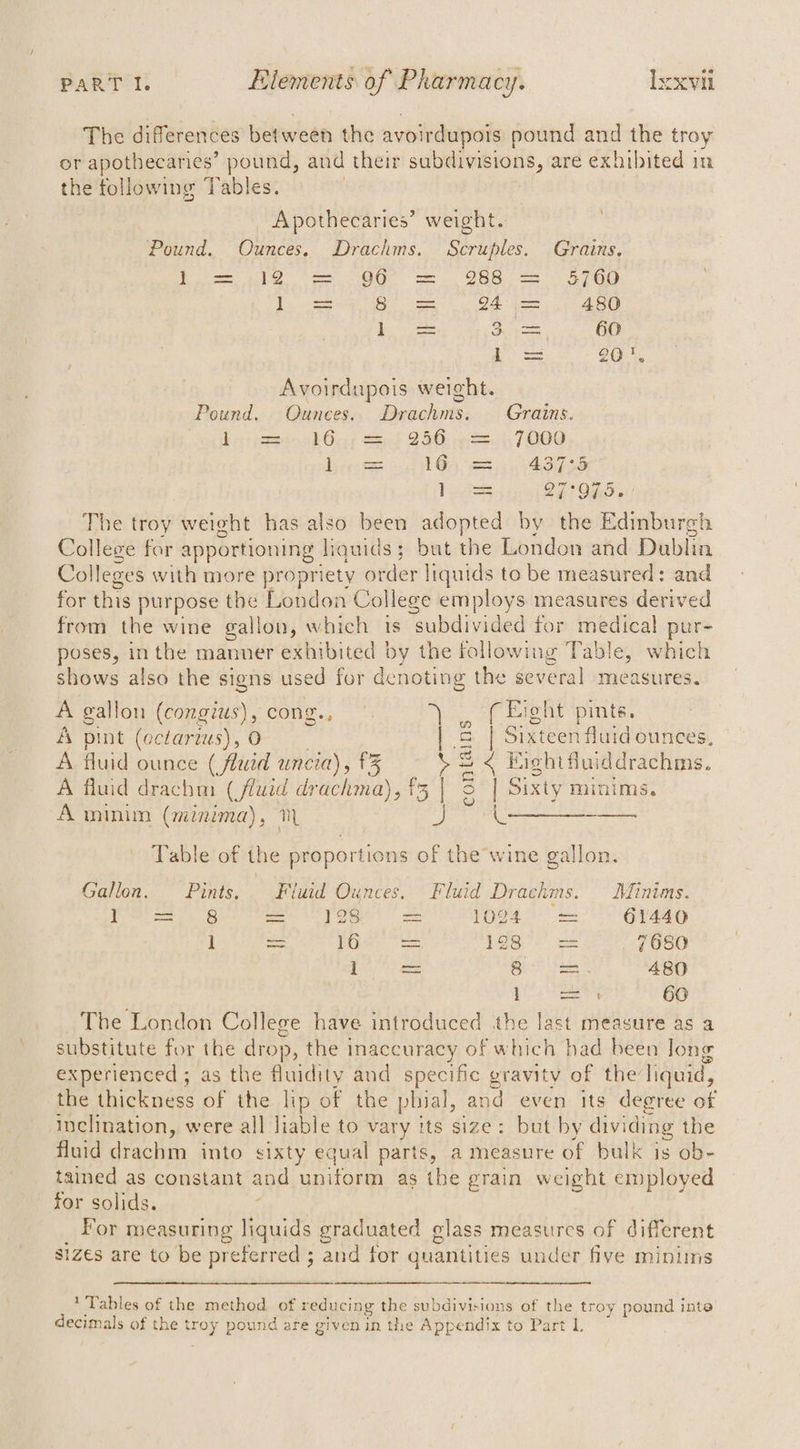 PART I. Elements of Pharmacy. lxxvii
The differences between the avoirdupois pound and the troy
or apothecaries’ pound, and their subdivisions, are exhibited in
the following Tables.
Apothecaries’ weight.
Pound. Ounces. Drachms. Scruples. Grains.
1 = 12 = 96 = 288 = 5760
1 = 8 = 24 = 480
1 = 3 = 60
1 = 20 ¹.
Avoirdupois weight.
Pound. Ounces. Drachms. Grains.
1 = 16 = 256 = 7000
1 = 16 = 437·5
1 = 27·975.
The troy weight has also been adopted by the Edinburgh
College for apportioning liquids; but the London and Dublin
Colleges with more propriety order liquids to be measured: and
for this purpose the London College employs measures derived
from the wine gallon, which is subdivided for medical pur-
poses, in the manner exhibited by the following Table, which
shows also the signs used for denoting the several measures.
A gallon (congius), cong., } contains { Eight pints.
A pint (octarius), O Sixteen fluid ounces.
A fluid ounce (fluid uncia), f℥ Eight fluid drachms.
A fluid drachm (fluid drachma), fʒ Sixty minims.
A minim (minima), ♏ ———
Table of the proportions of the wine gallon.
Gallon. Pints. Fluid Ounces. Fluid Drachms. Minims.
1 = 8 = 128 = 1024 = 61440
1 = 16 = 128 = 7680
1 = 8 = 480
1 = 60
The London College have introduced the last measure as a
substitute for the drop, the inaccuracy of which had been long
experienced; as the fluidity and specific gravity of the liquid,
the thickness of the lip of the phial, and even its degree of
inclination, were all liable to vary its size: but by dividing the
fluid drachm into sixty equal parts, a measure of bulk is ob-
tained as constant and uniform as the grain weight employed
for solids.
For measuring liquids graduated glass measures of different
sizes are to be preferred; and for quantities under five minims
¹ Tables of the method of reducing the subdivisions of the troy pound into
decimals of the troy pound are given in the Appendix to Part I.